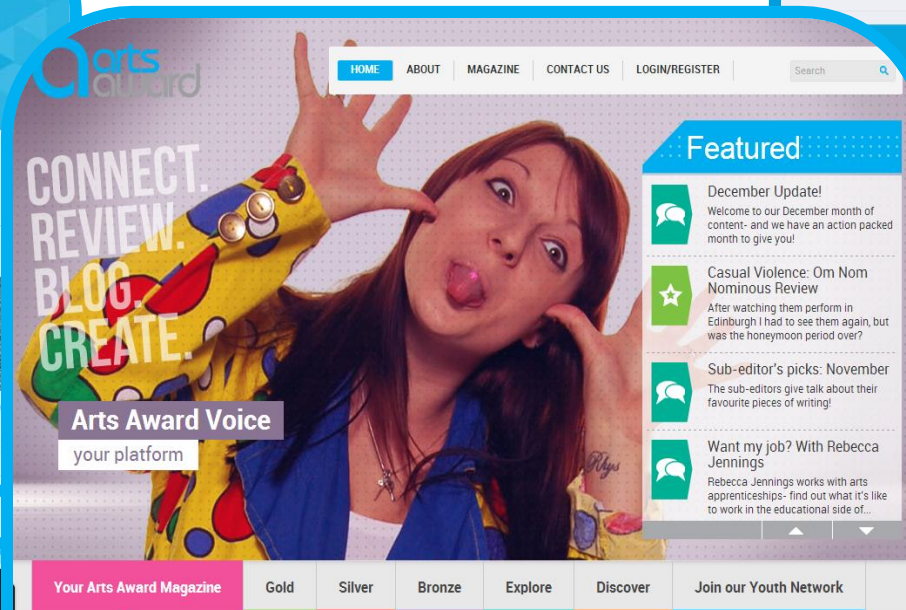 arts
award
HOME
ABOUT
MAGAZINE
CONTACT US
LOGIN/REGISTER
Search
CONNECT.
REVIEW.
BLOG.
CREATE.
Arts Award Voice
your platform
Featured
December Update!
Welcome to our December month of
content- and we have an action packed
month to give you!
Casual Violence: Om Nom
Nominous Review
After watching them perform in
Edinburgh I had to see them again, but
was the honeymoon period over?
Sub-editor's picks: November
The sub-editors give talk about their
favourite pieces of writing!
Want my job? With Rebecca
Jennings
Rebecca Jennings works with arts
apprenticeships- find out what it's like
to work in the educational side of...
Your Arts Award Magazine
Gold
Silver
Bronze
Explore
Discover
Join our Youth Network